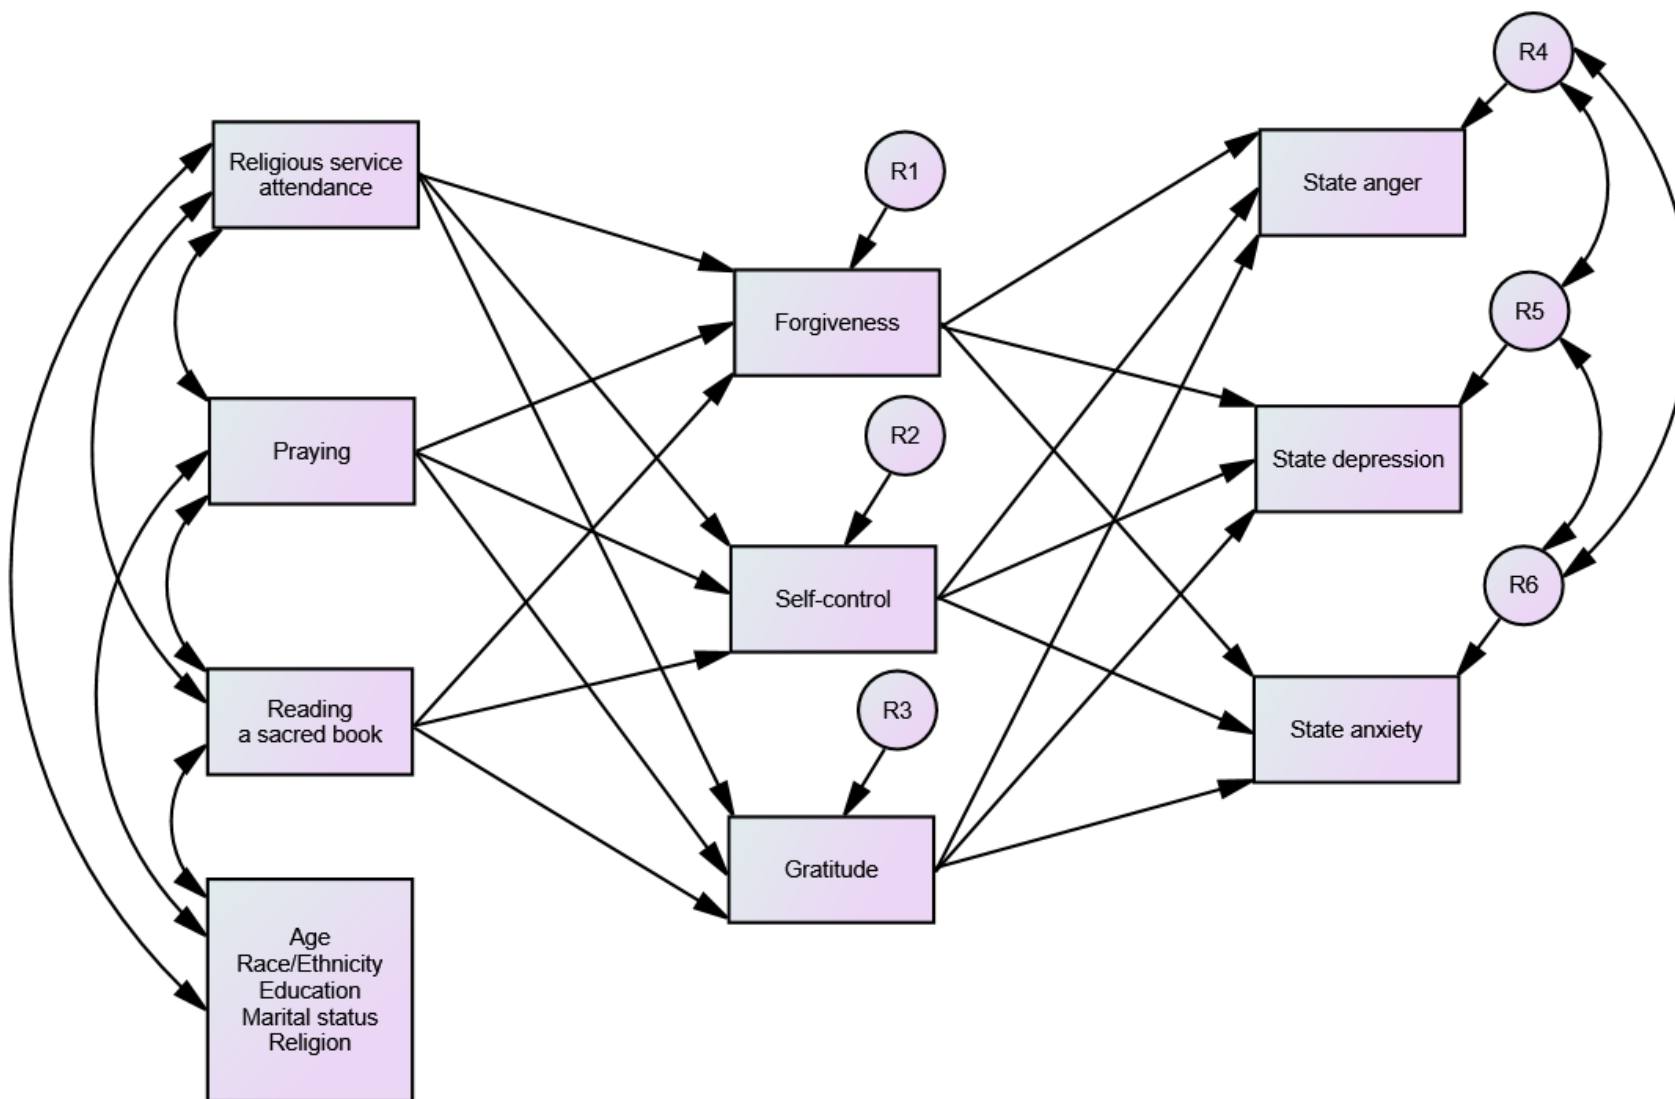 Religious service
attendance
Praying
Reading
a sacred book
Age
Race/Ethnicity
Education
Marital status
Religion
R1
Forgiveness
R2
Self-control
R3
Gratitude
R4
State anger
R5
State depression
R6
State anxiety